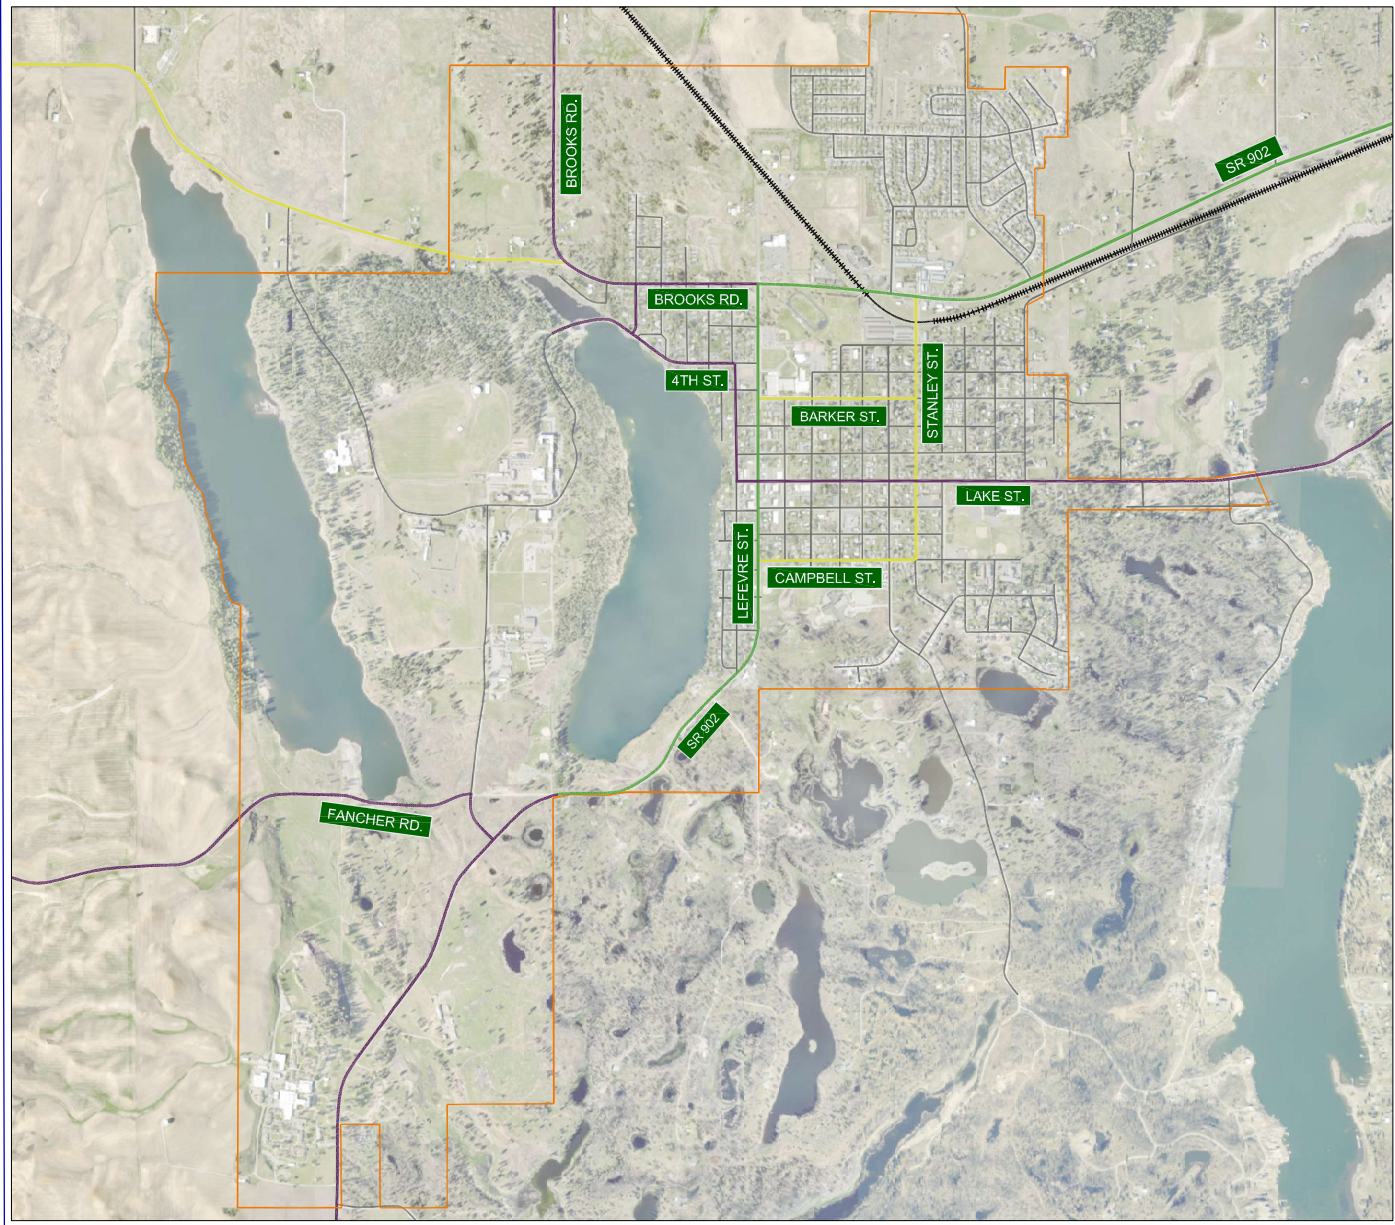 BROOKS RD.
SR 902
BROOKS RD.
4TH ST.
STANLEY ST.
BARKER ST.
LAKE ST.
LEFEVRE ST.
CAMPBELL ST.
SR 902
FANCHER RD.